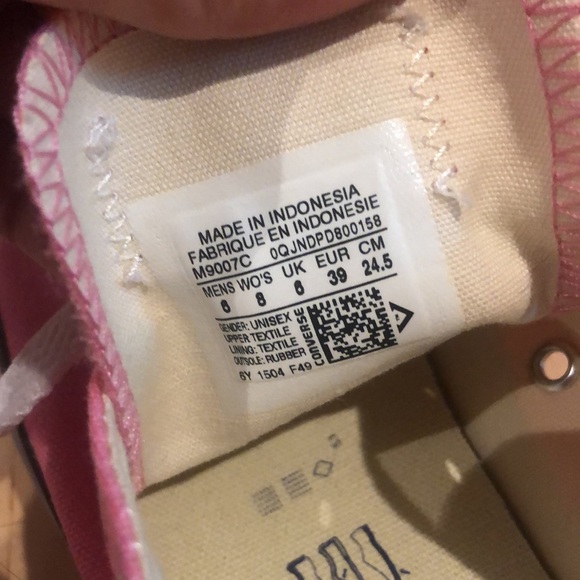 MADE IN INDONESIA
FABRIQUE EN INDONESIE
M9007C 0QJNDPD800158
MENS WO'S UK EUR CM
6 8 6 39 24.5
GENDER: UNISEX
UPPER TEXTILE
LINING: TEXTILE
OUTSOLE: RUBBER
CONVERSE
6Y 1504 F49